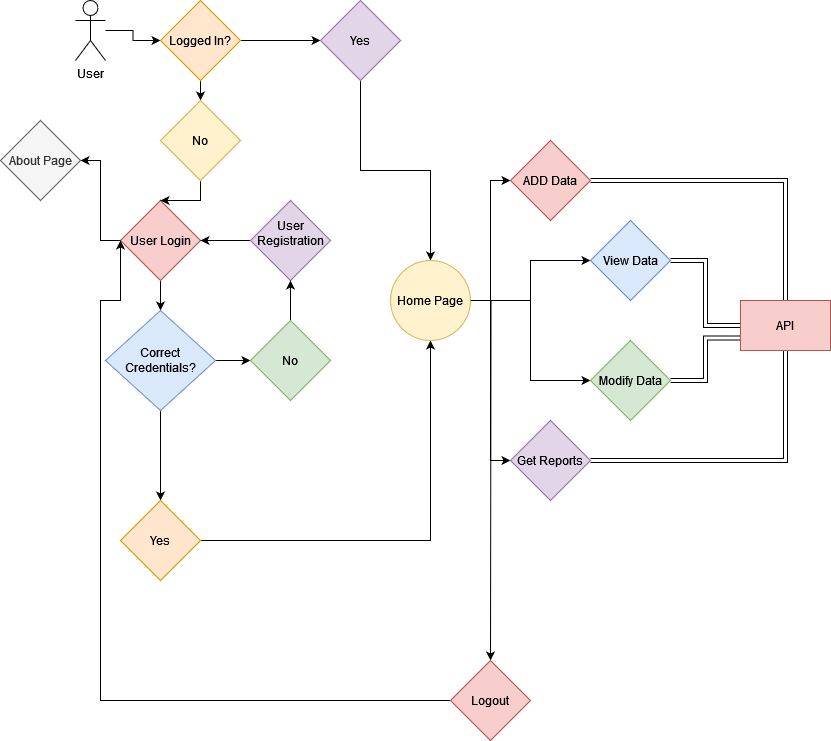 User
Logged In?
Yes
No
About Page
User Login
User
Registration
ADD Data
View Data
Home Page
API
Correct
Credentials?
No
Modify Data
Get Reports
Yes
Logout